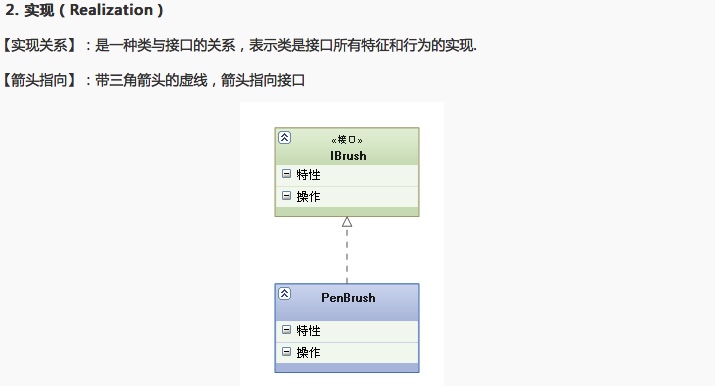 2. 实现（Realization）
【实现关系】：是一种类与接口的关系，表示类是接口所有特征和行为的实现.
【箭头指向】：带三角箭头的虚线，箭头指向接口
«接口»
IBrush
特性
操作
PenBrush
特性
操作